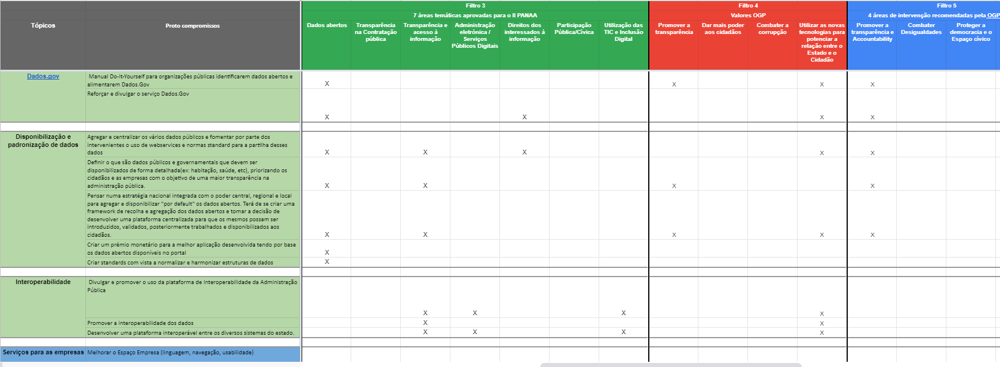 Filtro 3
Filtro 4
Filtro 5
7 áreas temáticas aprovadas para o II PANAA
Valores OGP
4 áreas de intervenção recomendadas pela OGP
Tópicos
Proto compromissos
Dados abertos
Transparência
na Contratação
pública
Transparência e
acesso à
informação
Administração
eletrónica /
Serviços
Públicos Digitais
Direitos dos
interessados à
informação
Participação
Pública/Cívica
Utilização das
TIC e Inclusão
Digital
Promover a
transparência
Dar mais poder
aos cidadãos
Combater a
corrupção
Utilizar as novas
tecnologias para
potenciar a
relação entre o
Estado e o
Cidadão
Promover a
transparência e
Accountability
Combater
Desigualdades
Proteger a
democracia e o
Espaço cívico
Dados.gov
Manual Do-It-Yourself para organizações públicas identificarem dados abertos e
alimentarem Dados.Gov
X X X X
Reforçar e divulgar o serviço Dados.Gov
X X X X
Disponibilização e
padronização de dados
Agregar e centralizar os vários dados públicos e fomentar por parte dos
intervenientes o uso de webservices e normas standard para a partilha desses
dados
X X X X X
Definir o que são dados públicos e governamentais que devem ser
disponibilizados de forma detalhada(ex: habitação, saúde, etc), priorizando os
cidadãos e as empresas com o objetivo de uma maior transparência na
administração pública.
X X X X
Pensar numa estratégia nacional integrada com o poder central, regional e local
para agregar e disponibilizar "por default" os dados abertos. Terá de se criar uma
framework de recolha e agregação dos dados abertos e tomar a decisão de
desenvolver uma plataforma centralizada para que os mesmos possam ser
introduzidos, validados, posteriormente trabalhados e disponibilizados aos
cidadãos.
X X X X X
Criar um prémio monetário para a melhor aplicação desenvolvida tendo por base
os dados abertos disponíveis no portal
X
Criar standards com vista a normalizar e harmonizar estruturas de dados
X
Interoperabilidade
Divulgar e promover o uso da plataforma de Interoperabilidade da Administração
Pública
X X X X
Promover a interoperabilidade dos dados
X X
Desenvolver uma plataforma interoperável entre os diversos sistemas do estado.
X X X X
Serviços para as empresas
Melhorar o Espaço Empresa (linguagem, navegação, usabilidade)